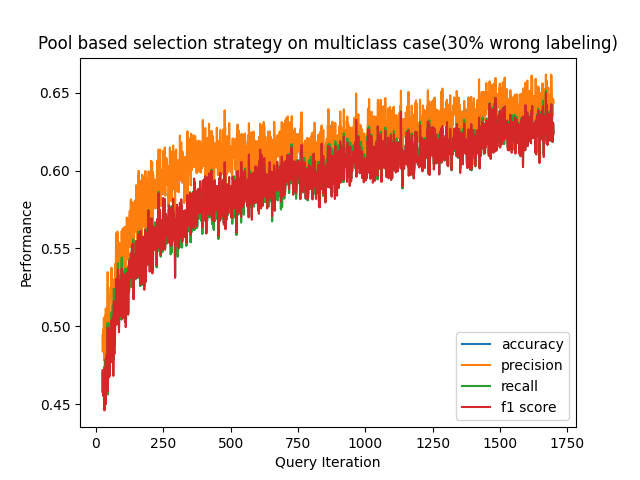 Pool based selection strategy on multiclass case(30% wrong labeling)
Performance
0.65
0.60
0.55
0.50
0.45
0
250
500
750
1000
1250
1500
1750
Query Iteration
accuracy
precision
recall
f1 score